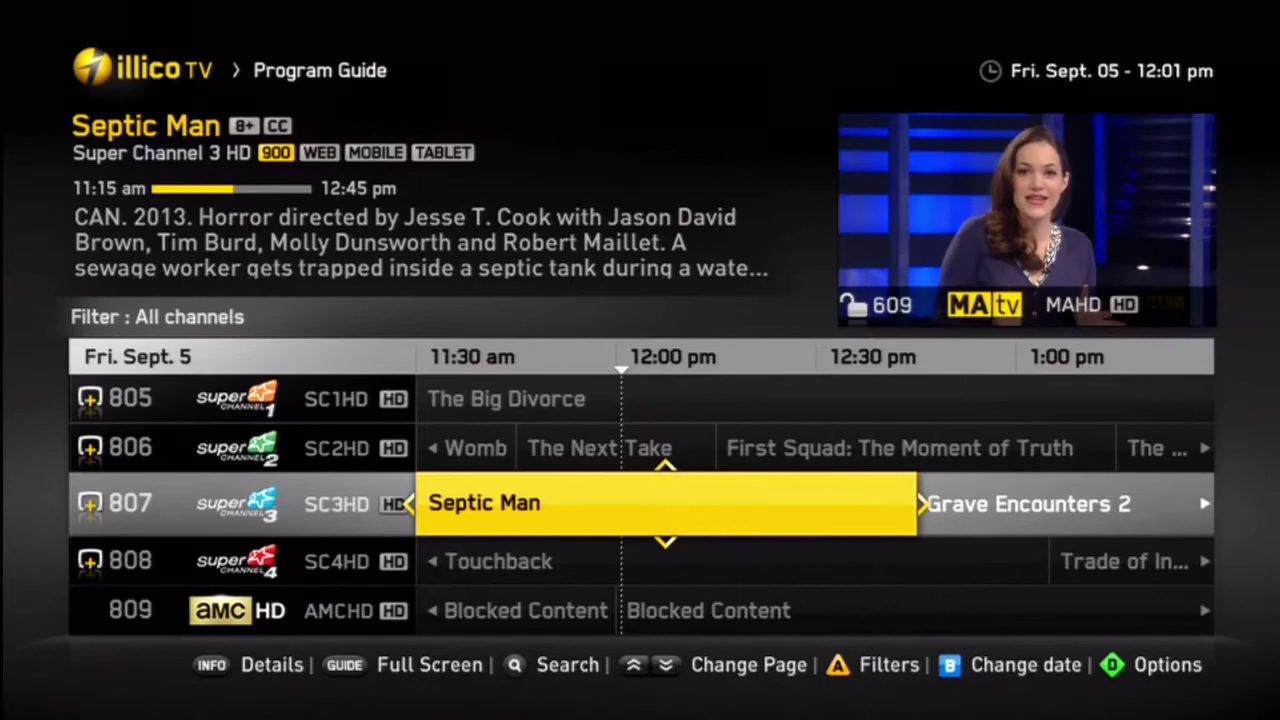 illico TV > Program Guide
Fri. Sept. 05 - 12:01 pm
Septic Man 8+ CC
Super Channel 3 HD 900 WEB MOBILE TABLET
11:15 am 12:45 pm
CAN. 2013. Horror directed by Jesse T. Cook with Jason David
Brown, Tim Burd, Molly Dunsworth and Robert Maillet. A
sewage worker gets trapped inside a septic tank during a wate...
609 MAtv MAHD HD
Filter : All channels
Fri. Sept. 5 11:30 am 12:00 pm 12:30 pm 1:00 pm
805 super CHANNEL 1 SC1HD HD The Big Divorce
806 super CHANNEL 2 SC2HD HD Womb The Next Take First Squad: The Moment of Truth The ...
807 super CHANNEL 3 SC3HD HD Septic Man Grave Encounters 2
808 super CHANNEL 4 SC4HD HD Touchback Trade of In...
809 amc HD AMCHD HD Blocked Content Blocked Content
INFO Details | GUIDE Full Screen | Search | Change Page | A Filters | B Change date | D Options